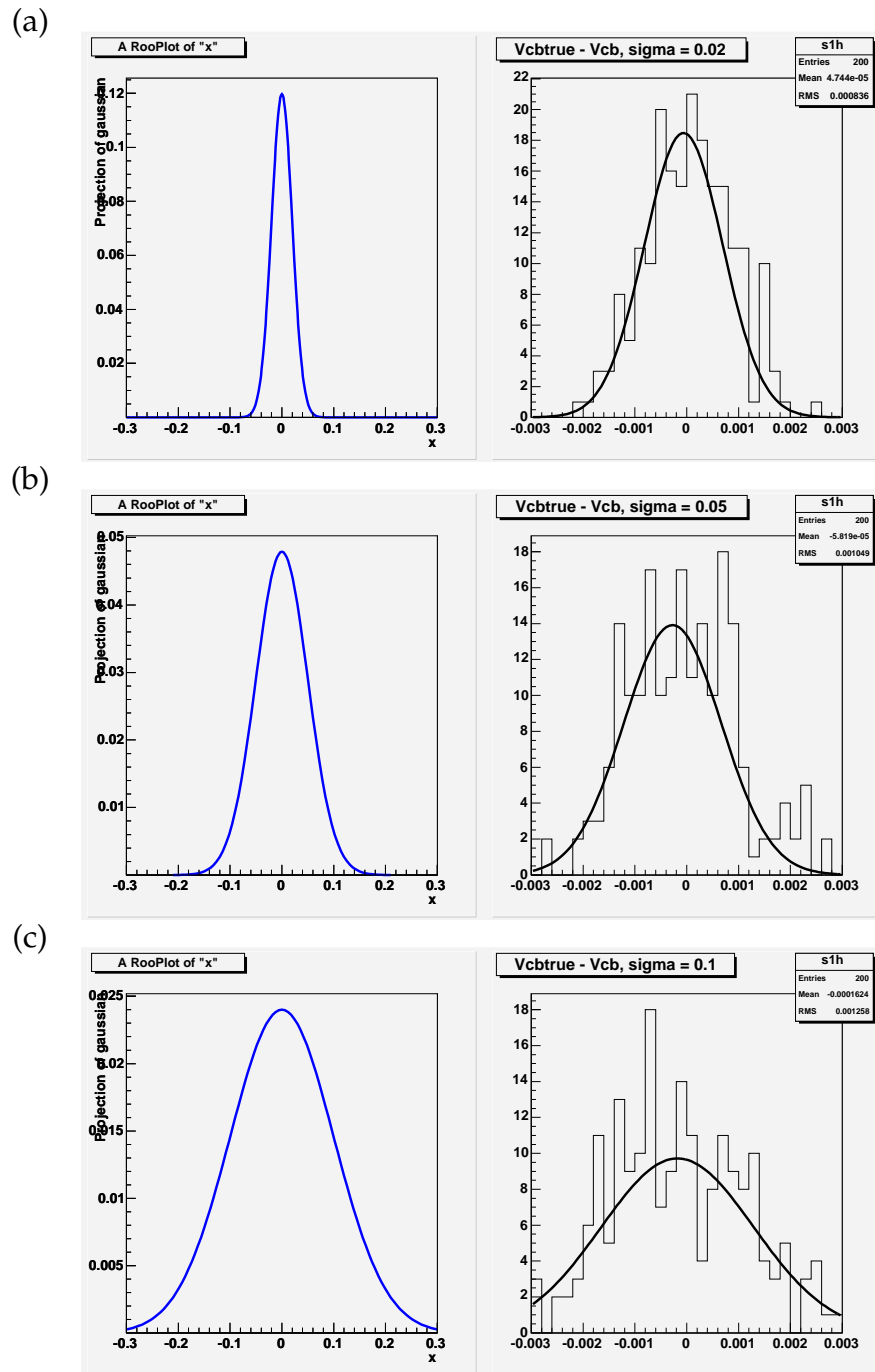 (a)
A RooPlot of "x"
Projection of gaussian
0.12
0.1
0.08
0.06
0.04
0.02
-0.3 -0.2 -0.1 0 0.1 0.2 0.3
x
Vcbtrue - Vcb, sigma = 0.02
s1h
Entries 200
Mean 4.744e-05
RMS 0.000836
22
20
18
16
14
12
10
8
6
4
2
0
-0.003 -0.002 -0.001 0 0.001 0.002 0.003
(b)
A RooPlot of "x"
Projection of gaussian
0.05
0.04
0.03
0.02
0.01
-0.3 -0.2 -0.1 0 0.1 0.2 0.3
x
Vcbtrue - Vcb, sigma = 0.05
s1h
Entries 200
Mean -5.819e-05
RMS 0.001049
18
16
14
12
10
8
6
4
2
0
-0.003 -0.002 -0.001 0 0.001 0.002 0.003
(c)
A RooPlot of "x"
Projection of gaussian
0.025
0.02
0.015
0.01
0.005
-0.3 -0.2 -0.1 0 0.1 0.2 0.3
x
Vcbtrue - Vcb, sigma = 0.1
s1h
Entries 200
Mean -0.0001624
RMS 0.001258
18
16
14
12
10
8
6
4
2
0
-0.003 -0.002 -0.001 0 0.001 0.002 0.003